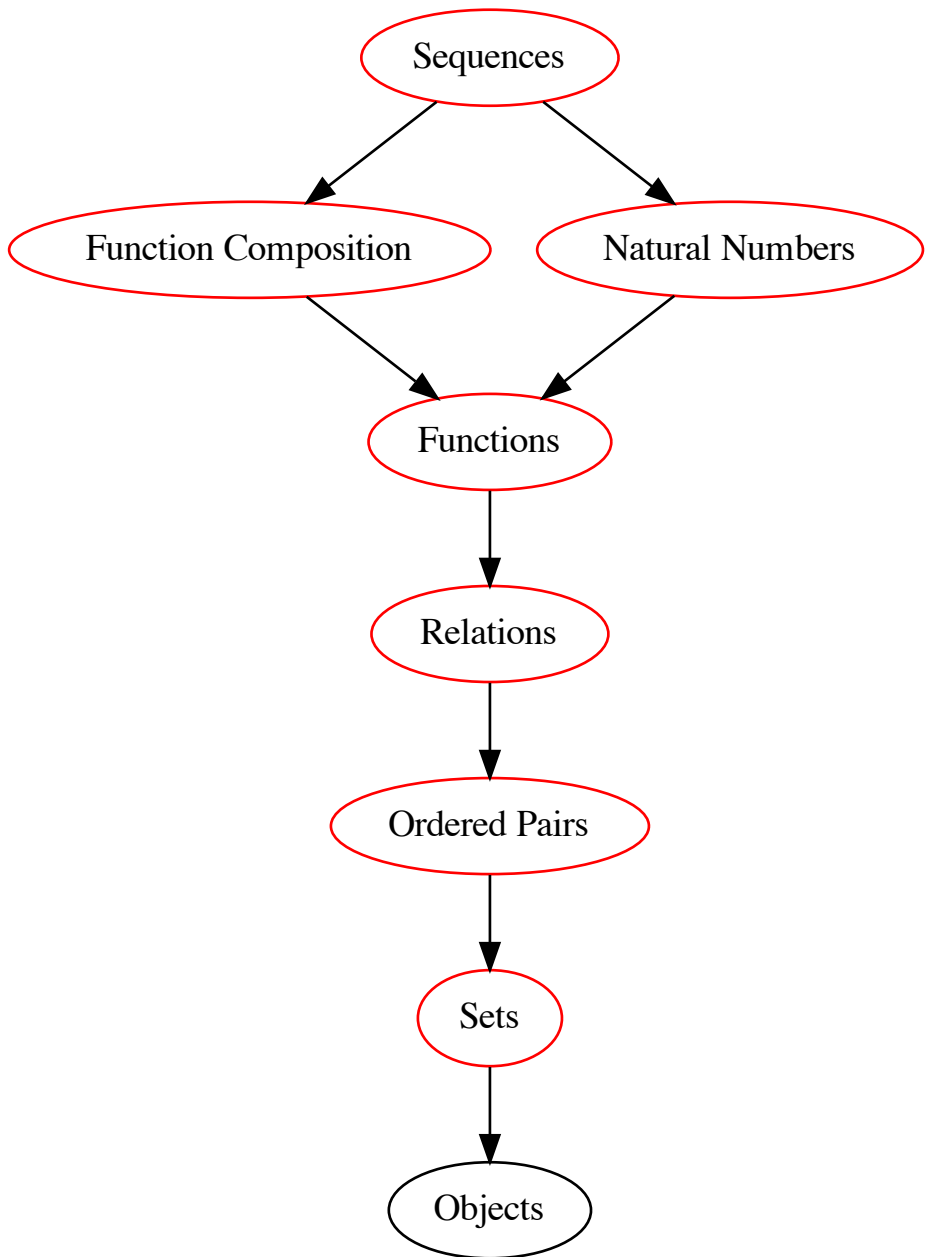 Sequences
Function Composition
Natural Numbers
Functions
Relations
Ordered Pairs
Sets
Objects